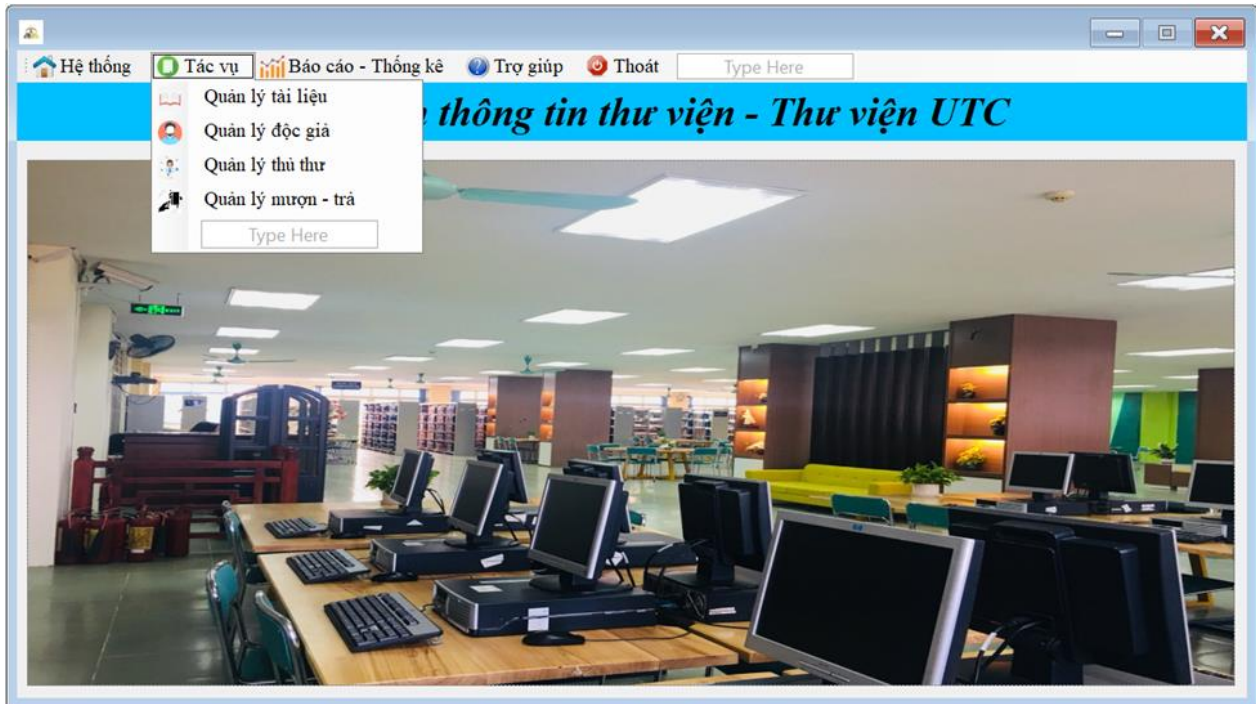 Hệ thống Tác vụ Báo cáo - Thống kê Trợ giúp Thoát Type Here
Quản lý tài liệu
thông tin thư viện - Thư viện UTC
Quản lý độc giả
Quản lý thủ thư
Quản lý mượn - trả
Type Here